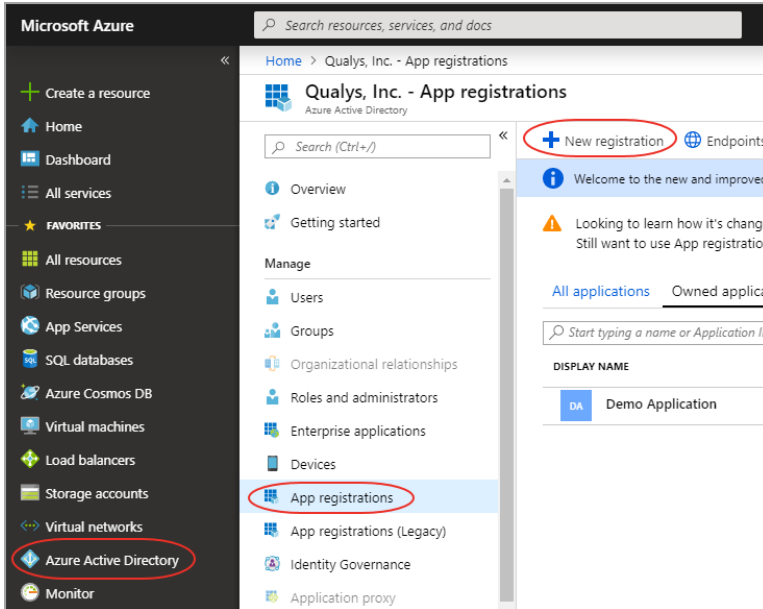 Microsoft Azure
Search resources, services, and docs
«
Create a resource
Home
Dashboard
All services
FAVORITES
All resources
Resource groups
App Services
SQL databases
Azure Cosmos DB
Virtual machines
Load balancers
Storage accounts
Virtual networks
Azure Active Directory
Monitor
Home > Qualys, Inc. - App registrations
Qualys, Inc. - App registrations
Azure Active Directory
Search (Ctrl+/)
«
Overview
Getting started
Manage
Users
Groups
Organizational relationships
Roles and administrators
Enterprise applications
Devices
App registrations
App registrations (Legacy)
Identity Governance
Application proxy
New registration Endpoints
Welcome to the new and improved
Looking to learn how it's chang
Still want to use App registratio
All applications Owned applica
Start typing a name or Application I
DISPLAY NAME
DA Demo Application